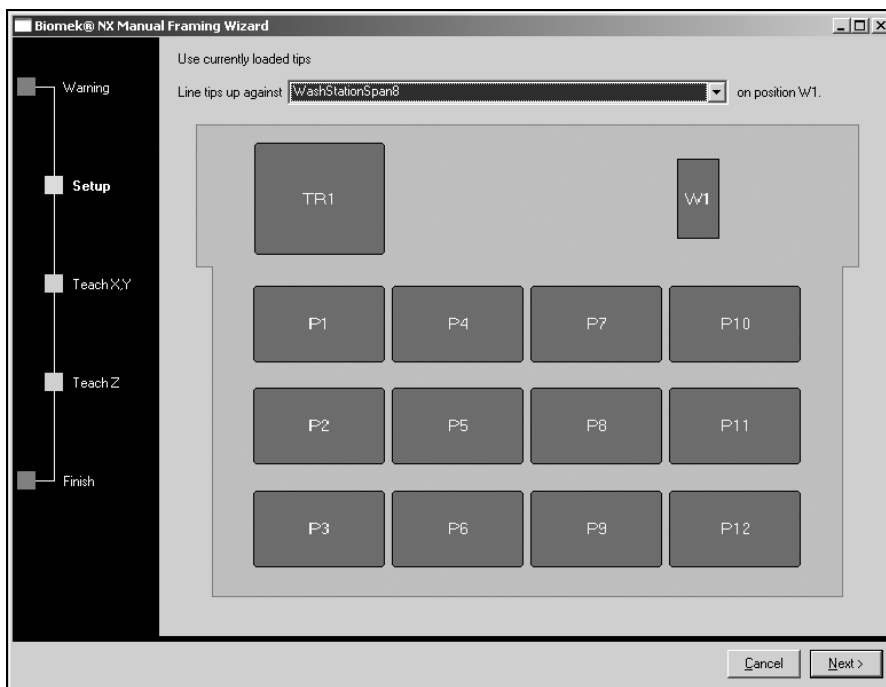 Biomek® NX Manual Framing Wizard
Use currently loaded tips
Line tips up against WashStationSpan8 on position W1.
Warning
Setup
Teach X,Y
Teach Z
Finish
TR1 W1
P1 P4 P7 P10
P2 P5 P8 P11
P3 P6 P9 P12
Cancel Next >